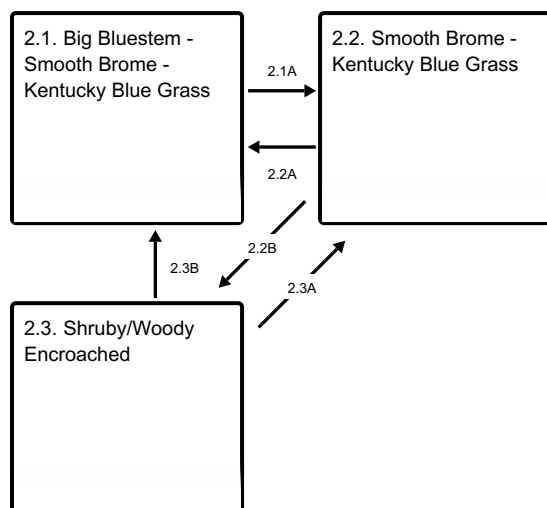 2.1. Big Bluestem -
Smooth Brome -
Kentucky Blue Grass
2.2. Smooth Brome -
Kentucky Blue Grass
2.1A
2.2A
2.2B
2.3B
2.3A
2.3. Shruby/Woody
Encroached